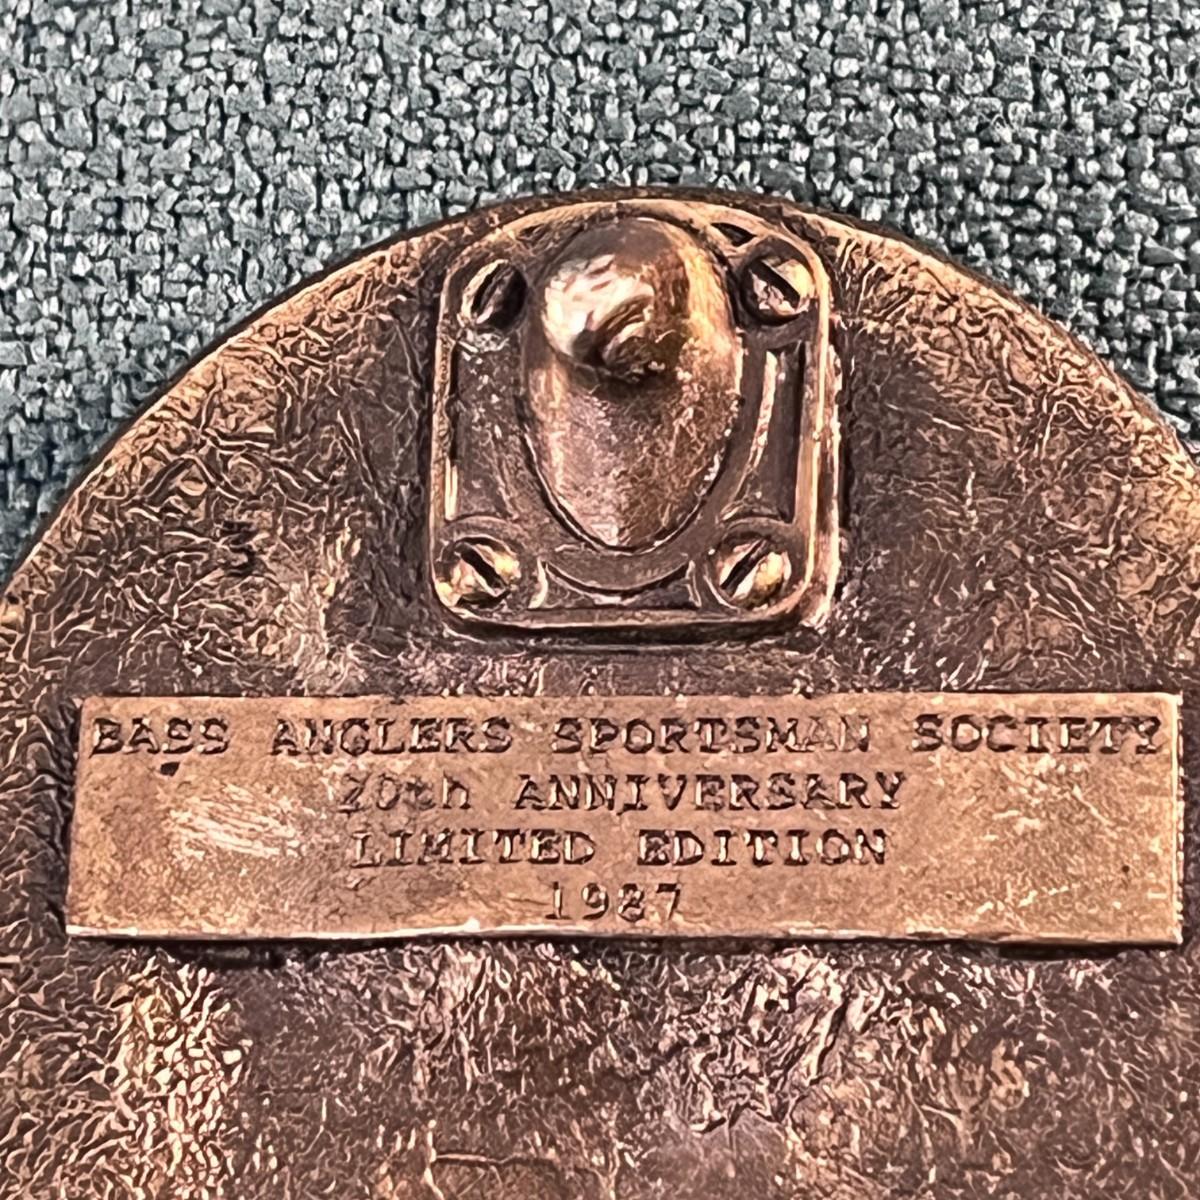 BASS ANGLERS SPORTSMAN SOCIETY
20th ANNIVERSARY
LIMITED EDITION
1987